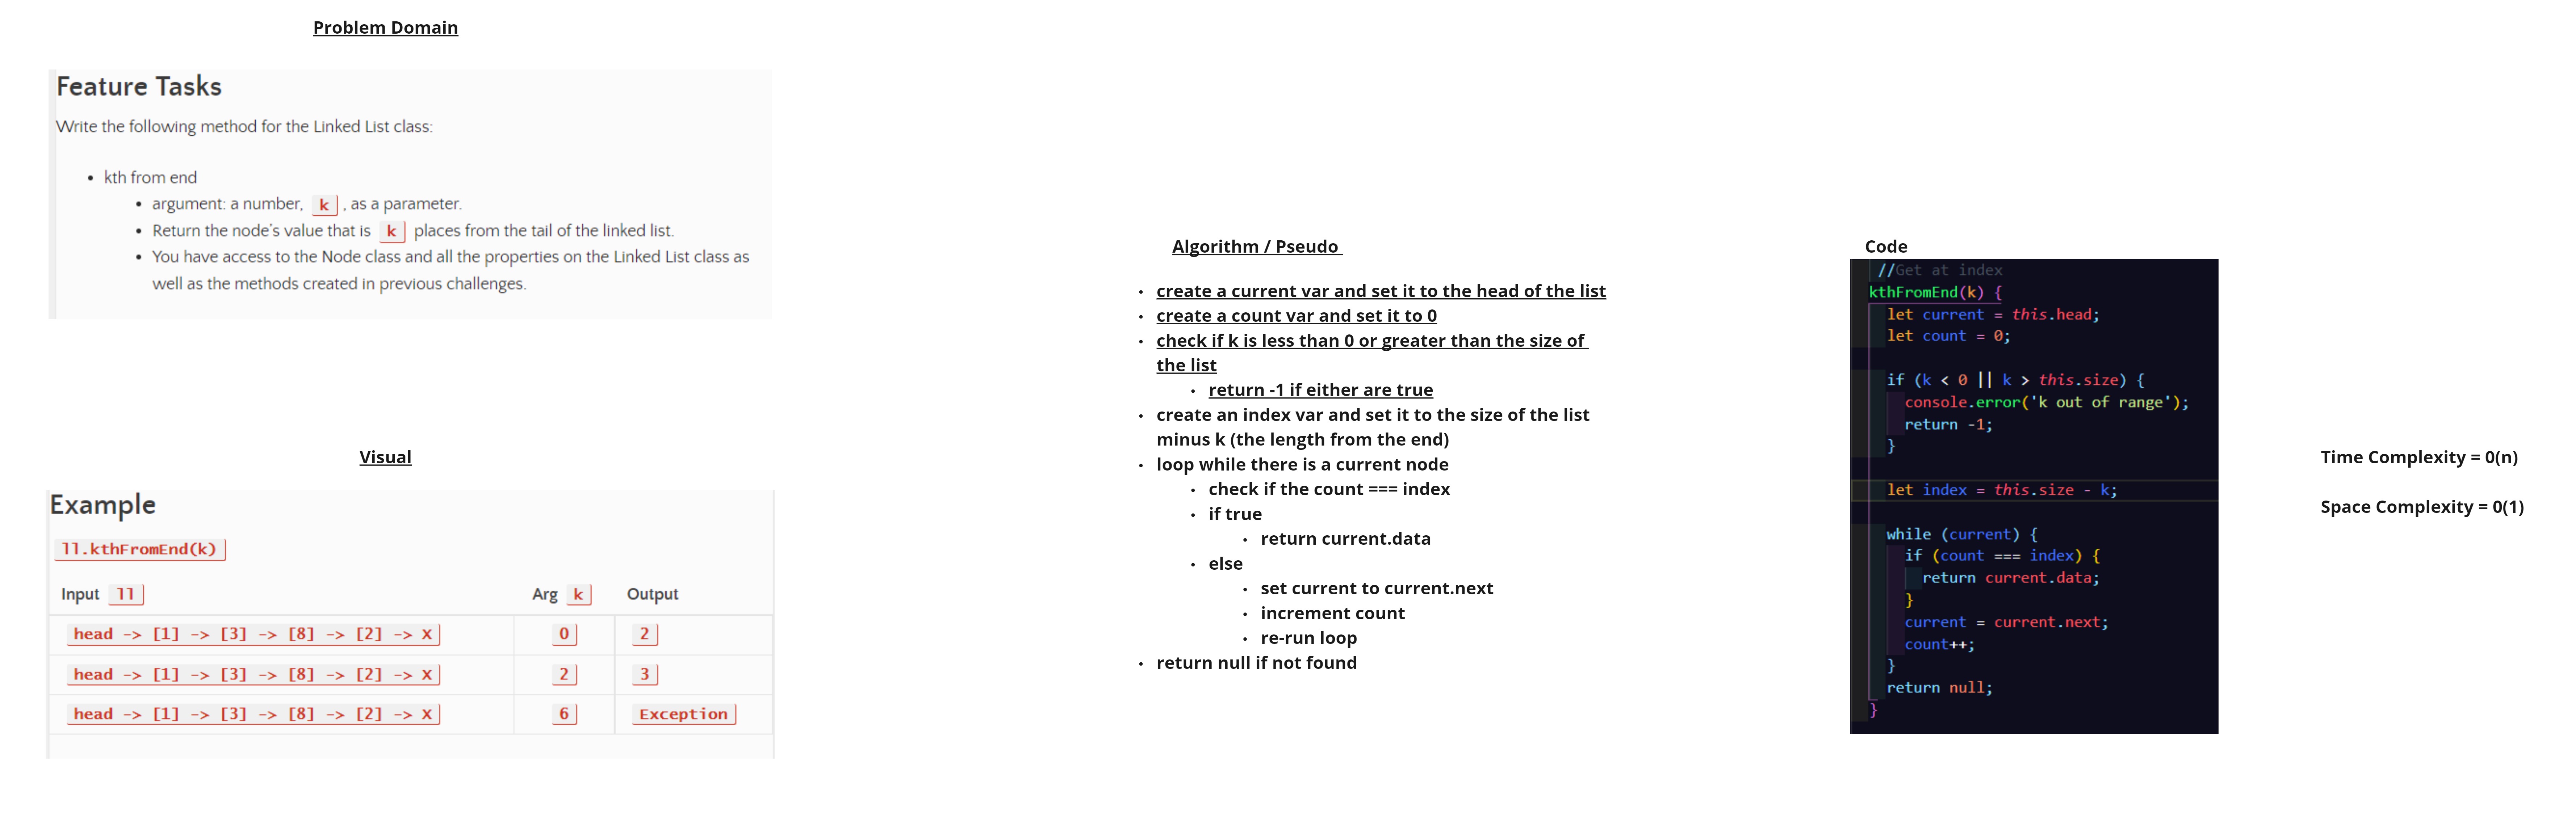 Problem Domain
Feature Tasks
Write the following method for the Linked List class:
• kth from end
• argument: a number, k , as a parameter.
• Return the node's value that is k places from the tail of the linked list.
• You have access to the Node class and all the properties on the Linked List class as
well as the methods created in previous challenges.
Visual
Example
ll.kthFromEnd(k)
Input ll Arg k Output
head -> [1] -> [3] -> [8] -> [2] -> X 0 2
head -> [1] -> [3] -> [8] -> [2] -> X 2 3
head -> [1] -> [3] -> [8] -> [2] -> X 6 Exception
Algorithm / Pseudo
• create a current var and set it to the head of the list
• create a count var and set it to 0
• check if k is less than 0 or greater than the size of
the list
• return -1 if either are true
• create an index var and set it to the size of the list
minus k (the length from the end)
• loop while there is a current node
• check if the count === index
• if true
• return current.data
• else
• set current to current.next
• increment count
• re-run loop
• return null if not found
Code
//Get at index
kthFromEnd(k) {
let current = this.head;
let count = 0;
if (k < 0 || k > this.size) {
console.error('k out of range');
return -1;
}
let index = this.size - k;
while (current) {
if (count === index) {
return current.data;
}
current = current.next;
count++;
}
return null;
}
Time Complexity = 0(n)
Space Complexity = 0(1)